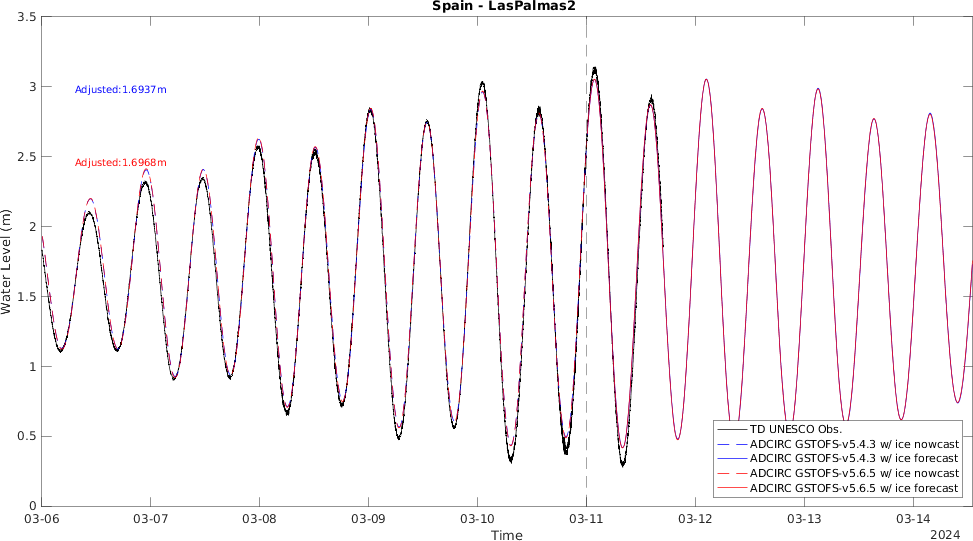 Spain - LasPalmas2
3.5
3
2.5
2
1.5
1
0.5
0
Water Level (m)
Adjusted:1.6937m
Adjusted:1.6968m
TD UNESCO Obs.
ADCIRC GSTOFS-v5.4.3 w/ ice nowcast
ADCIRC GSTOFS-v5.4.3 w/ ice forecast
ADCIRC GSTOFS-v5.6.5 w/ ice nowcast
ADCIRC GSTOFS-v5.6.5 w/ ice forecast
03-06 03-07 03-08 03-09 03-10 03-11 03-12 03-13 03-14
Time
2024